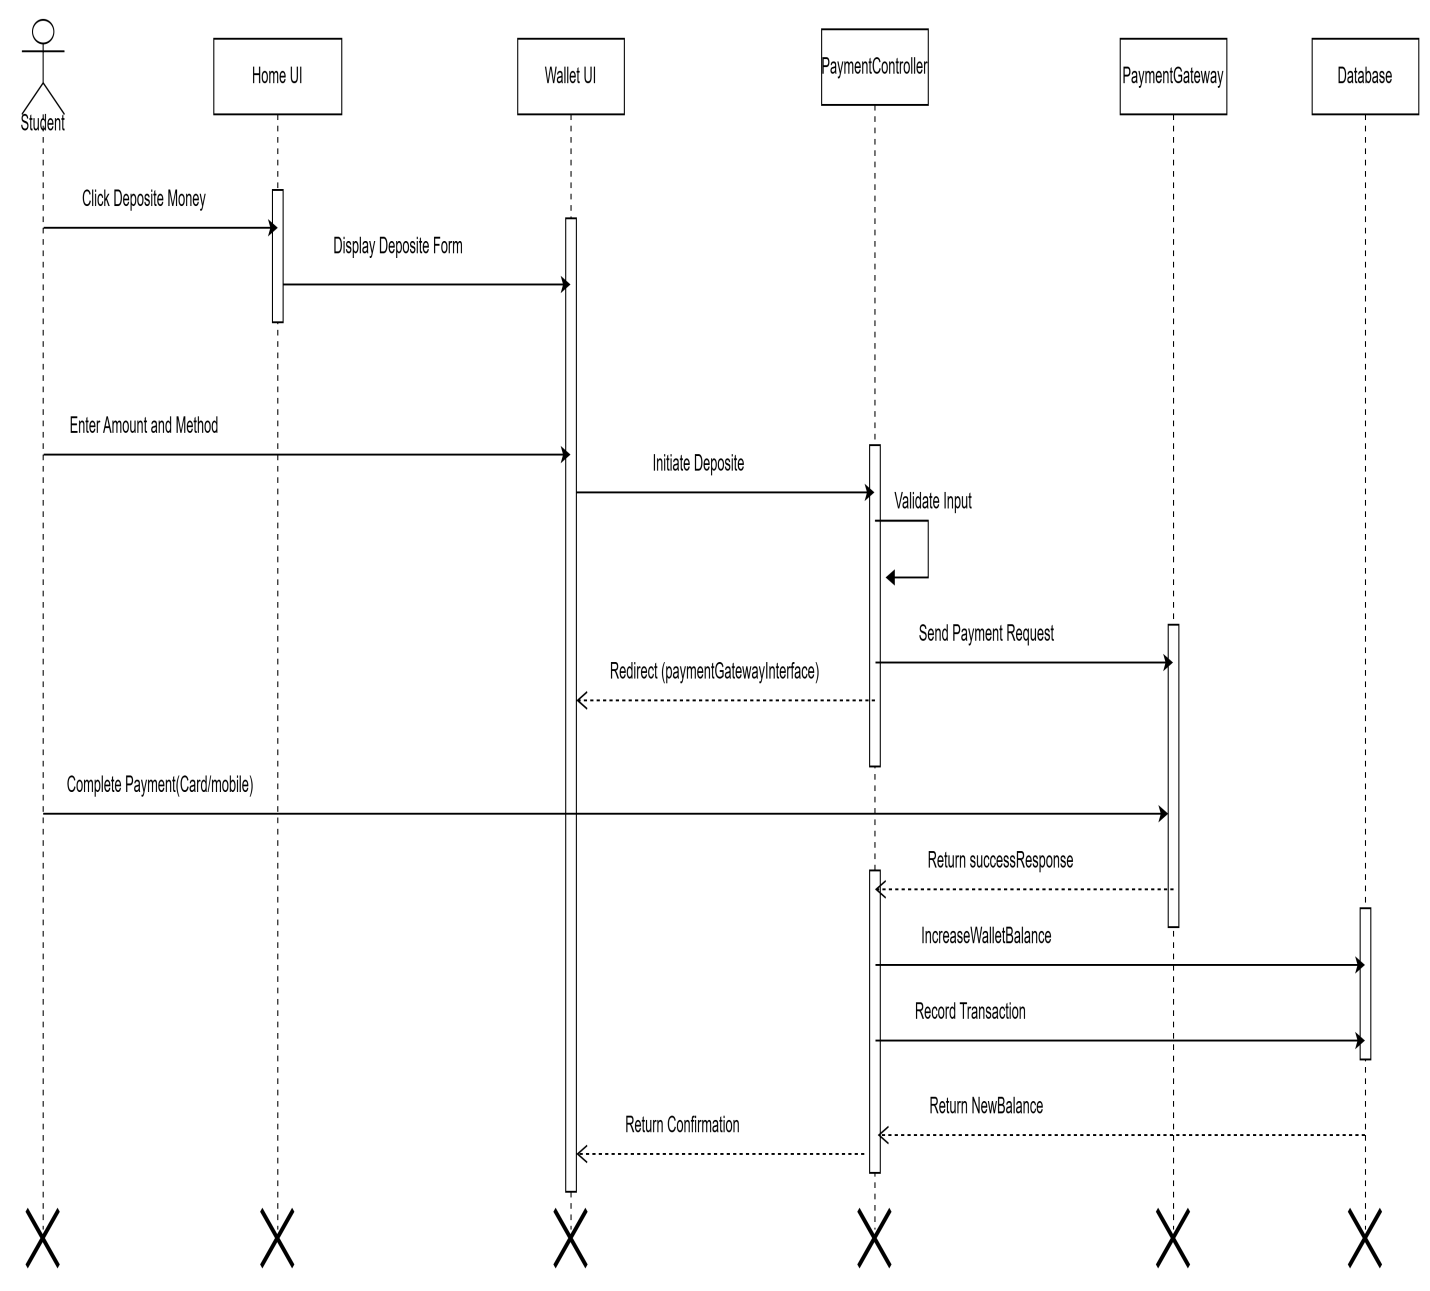 Student
Home UI
Wallet UI
PaymentController
PaymentGateway
Database
Click Deposite Money
Display Deposite Form
Enter Amount and Method
Initiate Deposite
Validate Input
Send Payment Request
Redirect (paymentGatewayInterface)
Complete Payment(Card/mobile)
Return successResponse
IncreaseWalletBalance
Record Transaction
Return NewBalance
Return Confirmation